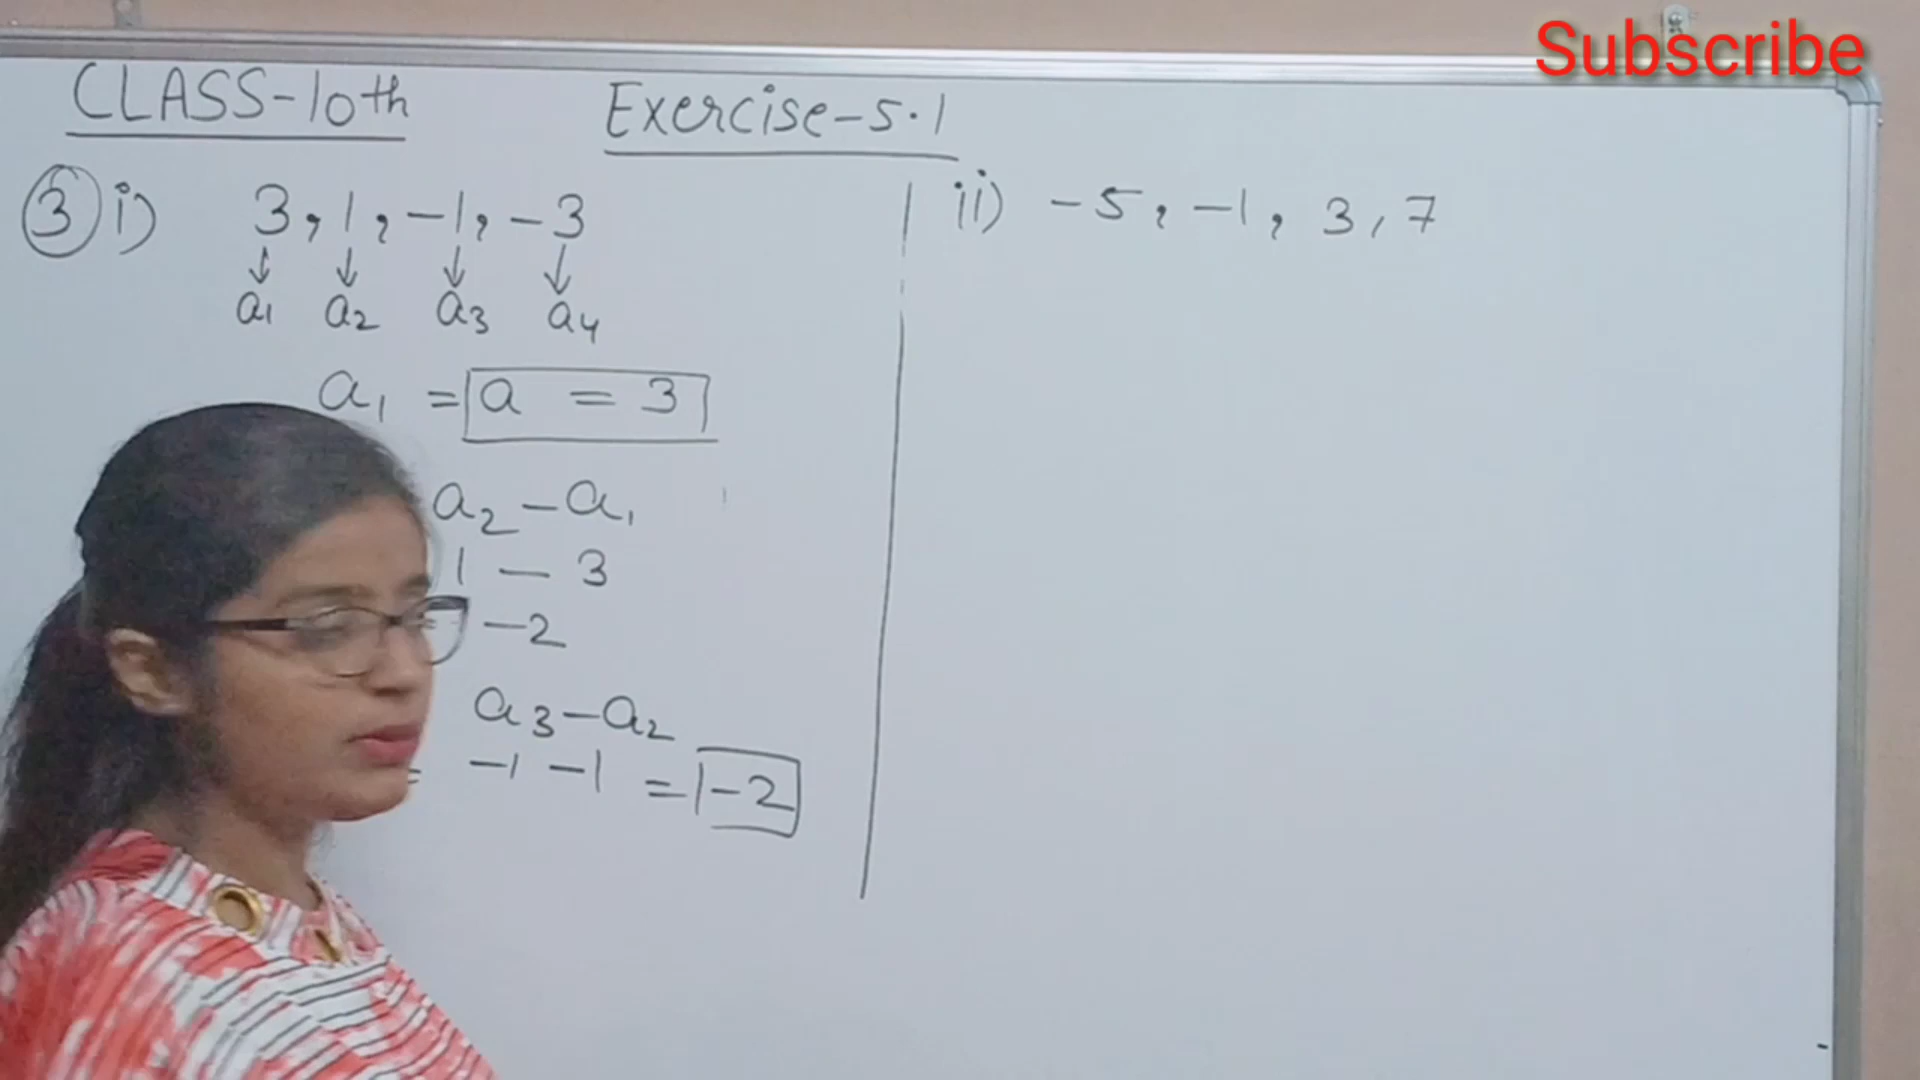 Subscribe
CLASS-10th
Exercise-5.1
3 i) 3, 1, -1, -3
↓ ↓ ↓ ↓
a1 a2 a3 a4
a1 = a = 3
a2 - a1
1 - 3
= -2
a3 - a2
= -1 -1 = -2
ii) -5, -1, 3, 7